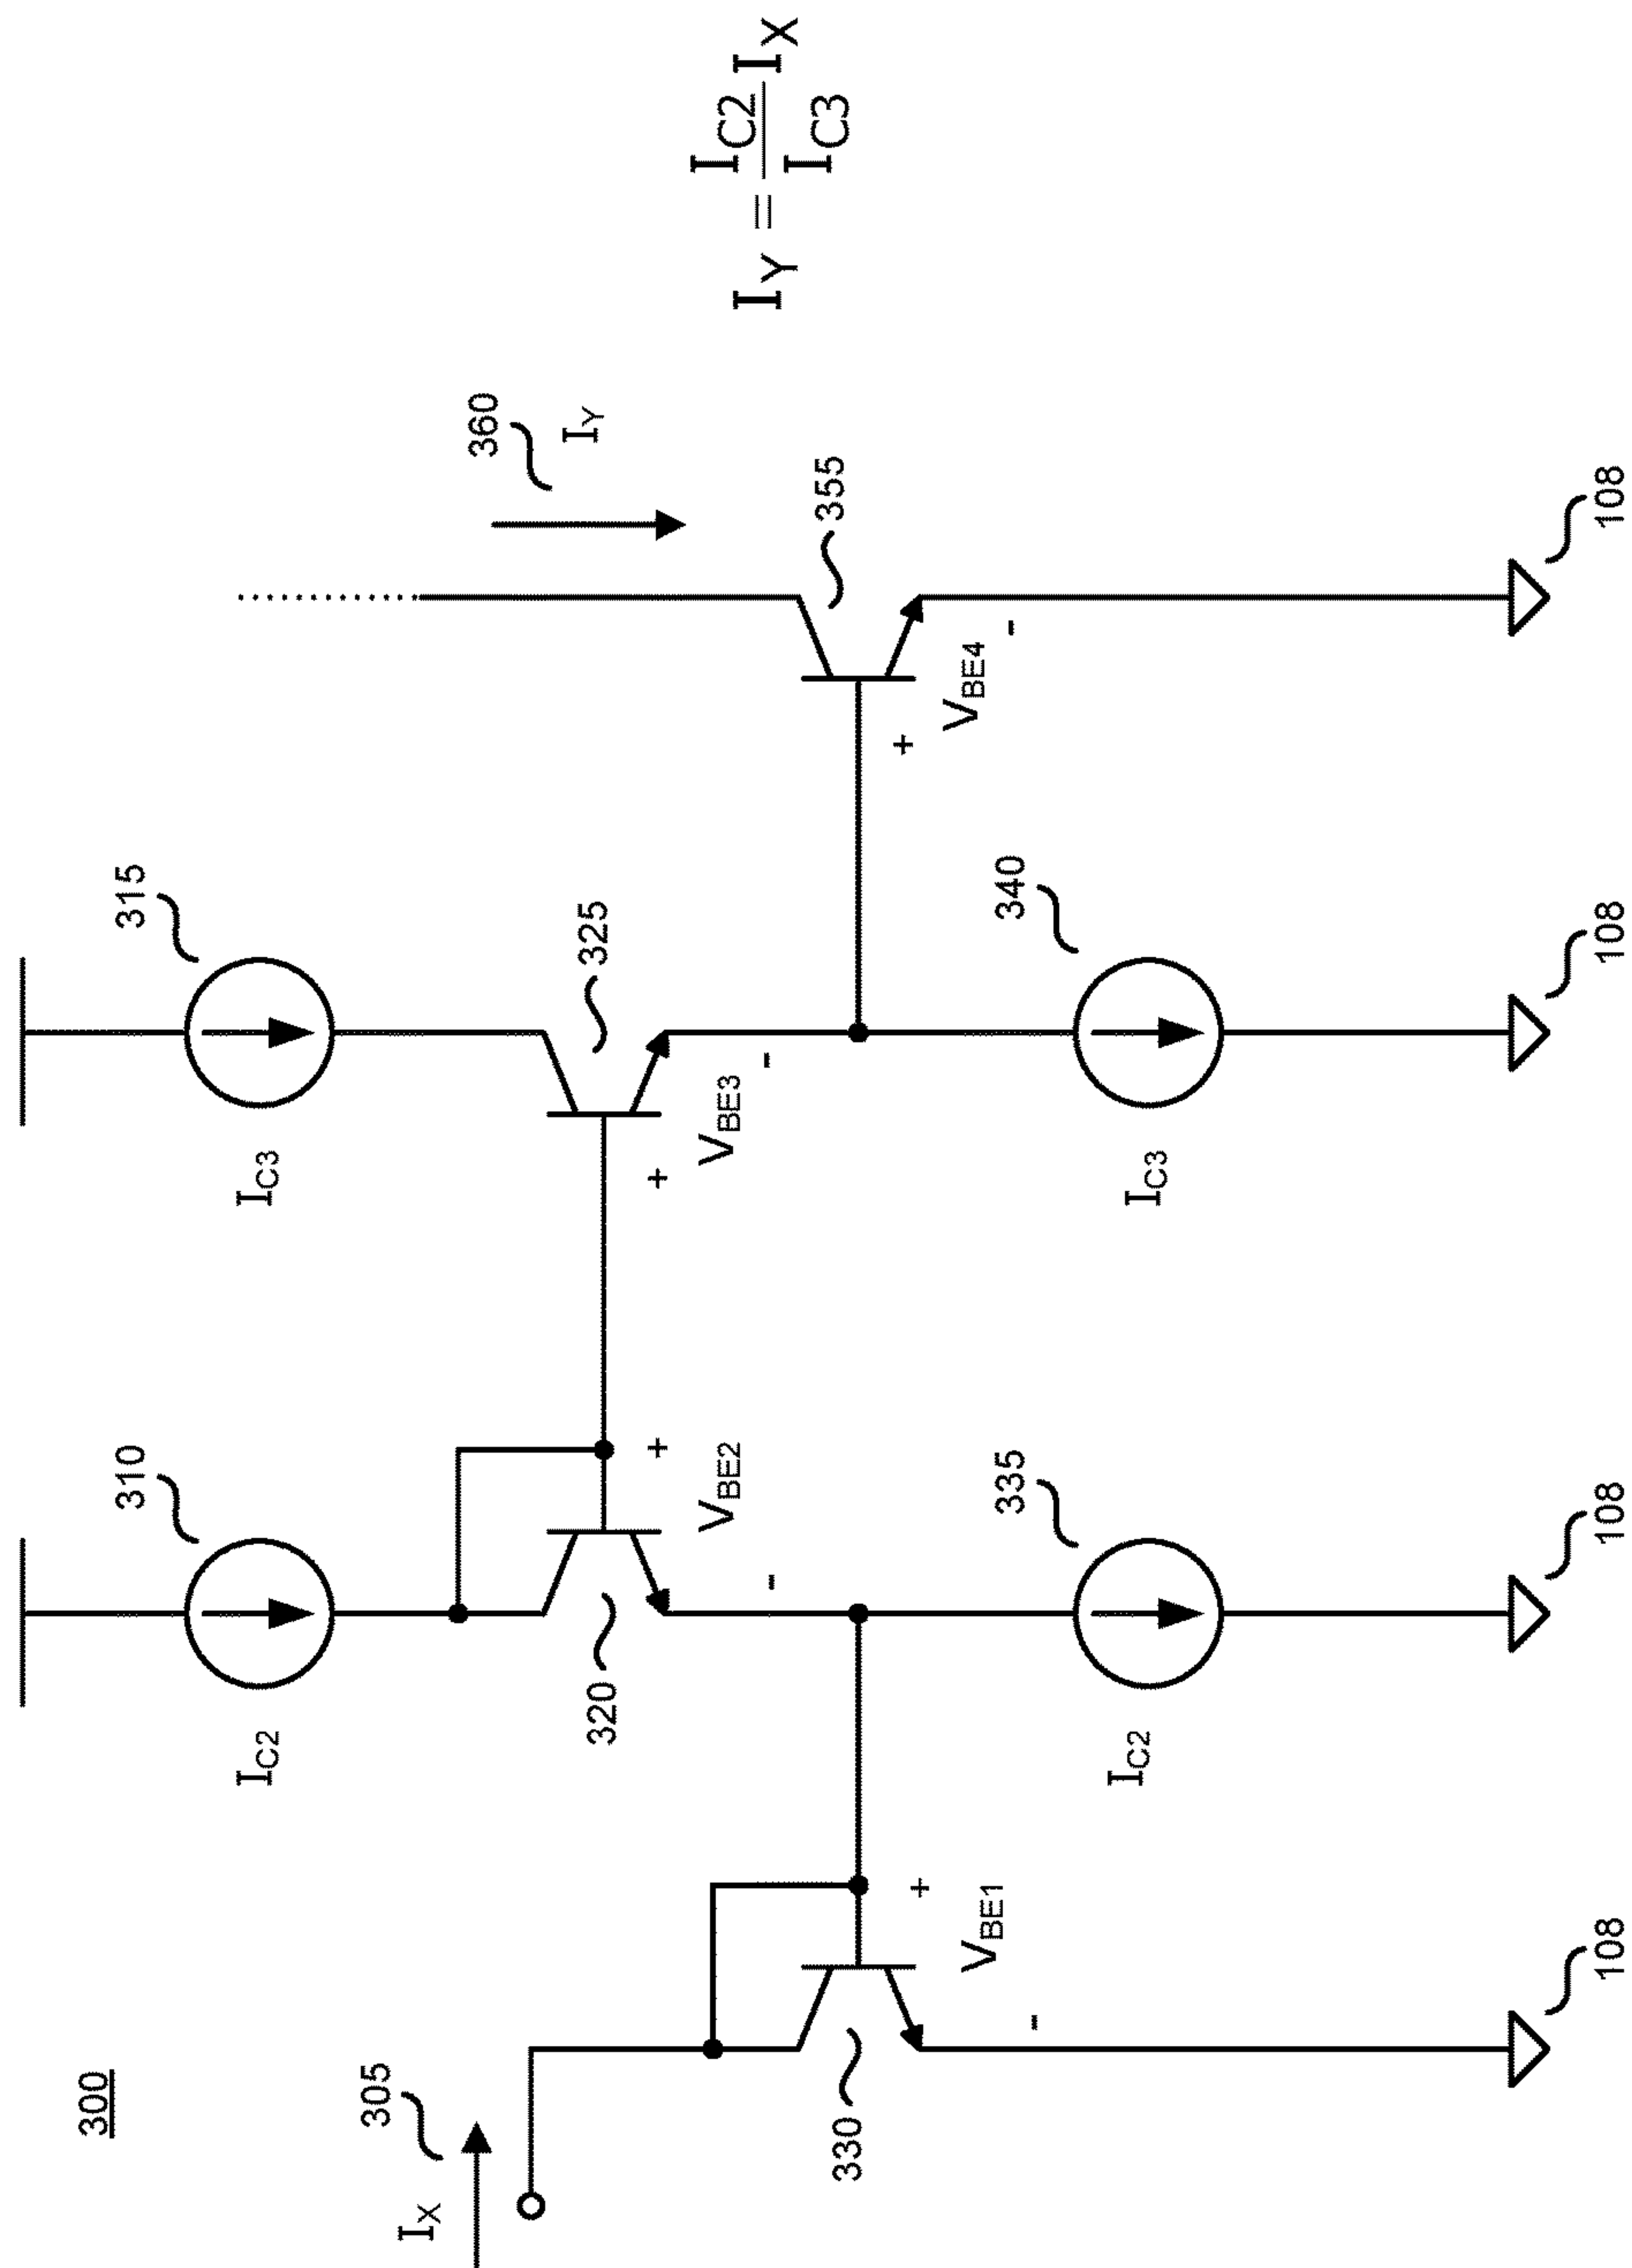 300
310
315
I_C2
I_C3
305
I_X
360
I_Y
320
325
+
+
V_BE2
V_BE3
-
-
330
355
+
+
V_BE1
V_BE4
-
-
335
340
I_C2
I_C3
108
108
108
108
I_Y = I_C2/I_C3 I_X